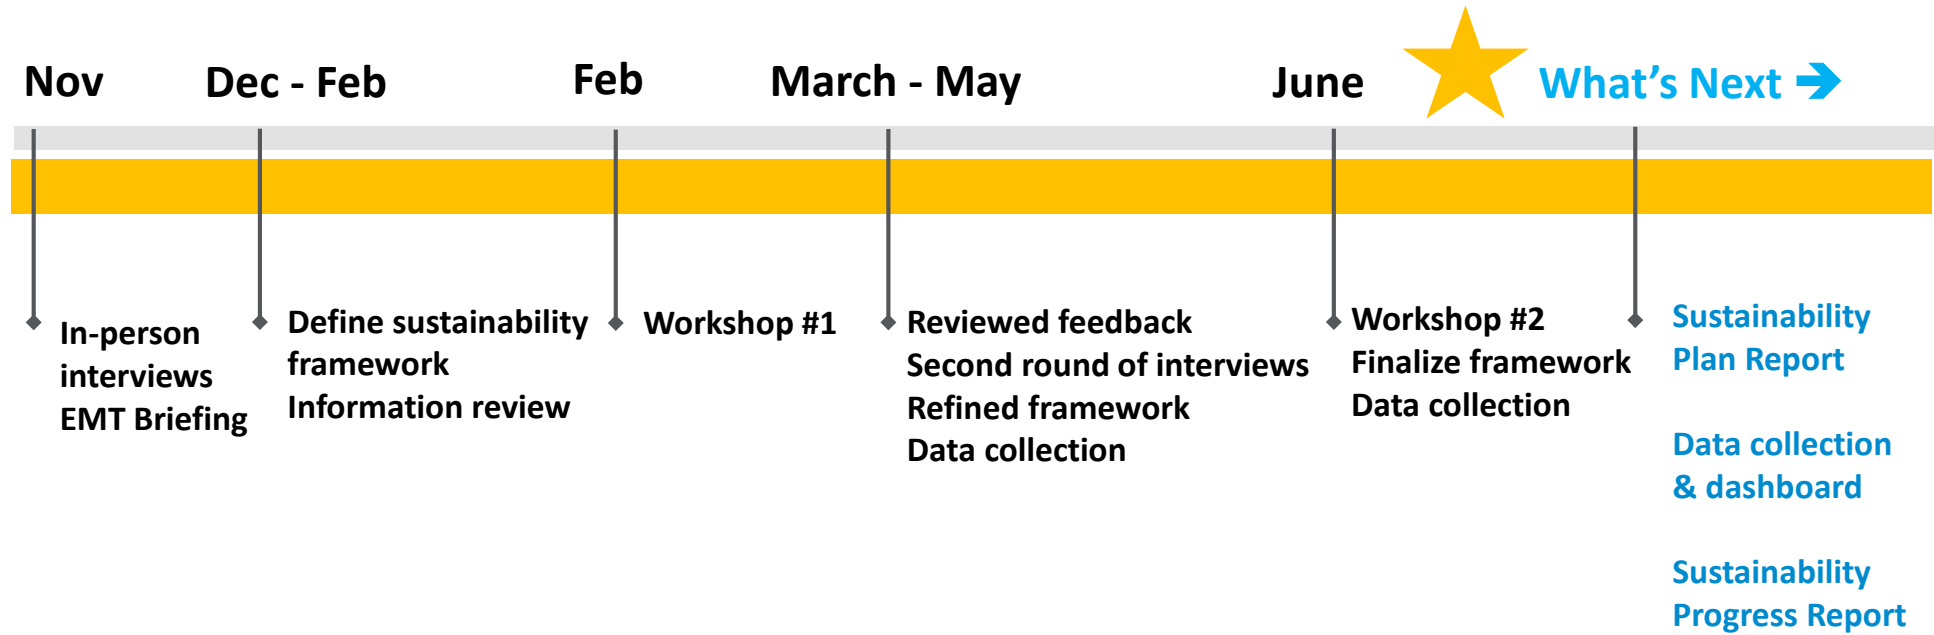 Nov
Dec - Feb
Feb
March - May
June
What's Next
In-person
interviews
EMT Briefing
Define sustainability
framework
Information review
Workshop #1
Reviewed feedback
Second round of interviews
Refined framework
Data collection
Workshop #2
Finalize framework
Data collection
Sustainability
Plan Report
Data collection
& dashboard
Sustainability
Progress Report